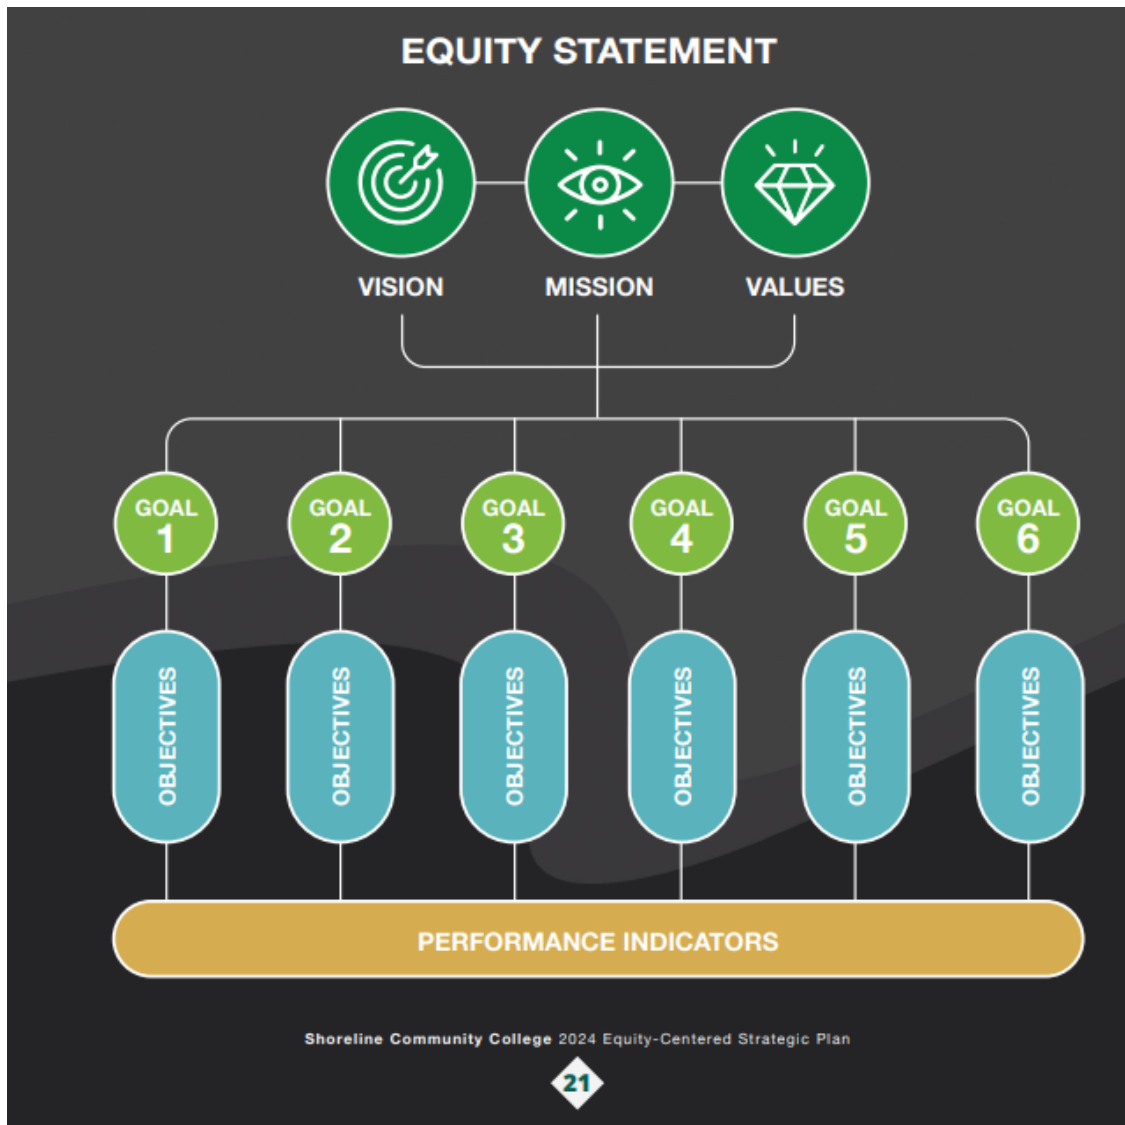 EQUITY STATEMENT
VISION
MISSION
VALUES
GOAL
1
GOAL
2
GOAL
3
GOAL
4
GOAL
5
GOAL
6
OBJECTIVES
OBJECTIVES
OBJECTIVES
OBJECTIVES
OBJECTIVES
OBJECTIVES
PERFORMANCE INDICATORS
Shoreline Community College 2024 Equity-Centered Strategic Plan
21